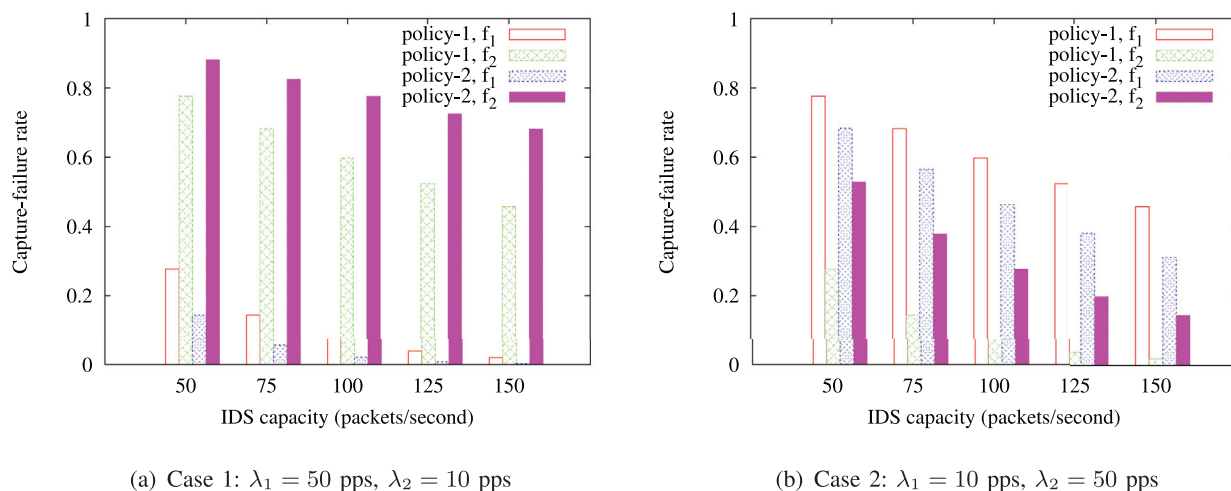 1
0.8
0.6
0.4
0.2
0
Capture-failure rate
policy-1, f₁
policy-1, f₂
policy-2, f₁
policy-2, f₂
50 75 100 125 150
IDS capacity (packets/second)
(a) Case 1: λ₁ = 50 pps, λ₂ = 10 pps
1
0.8
0.6
0.4
0.2
0
Capture-failure rate
policy-1, f₁
policy-1, f₂
policy-2, f₁
policy-2, f₂
50 75 100 125 150
IDS capacity (packets/second)
(b) Case 2: λ₁ = 10 pps, λ₂ = 50 pps